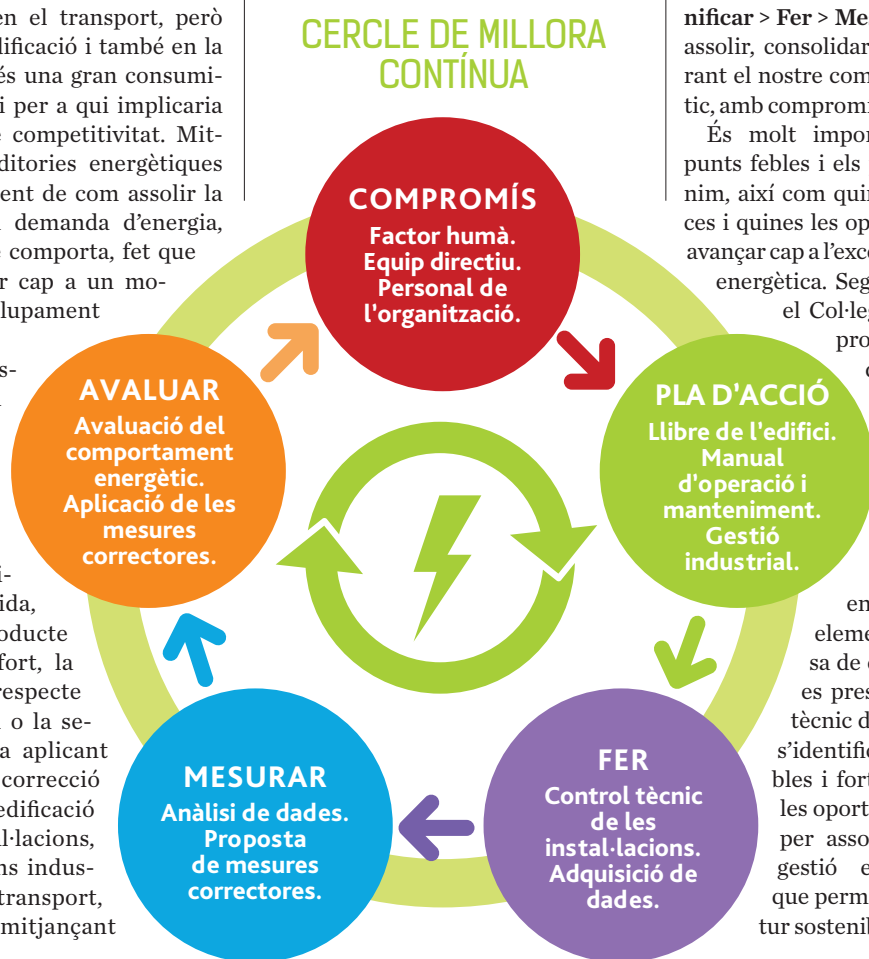 en el transport, però
dificació i també en la
és una gran consumi-
i per a qui implicaria
e competitivitat. Mit-
ditories energètiques
ent de com assolir la
demanda d'energia,
e comporta, fet que
r cap a un mo-
lupament
s-
i-
ida,
oducte
fort, la
respecte
o la se-
a aplicant
correcció
edificació
l·lacions,
ns indus-
transport,
mitjançant
CERCLE DE MILLORA
CONTÍNUA
COMPROMÍS
Factor humà.
Equip directiu.
Personal de
l'organització.
PLA D'ACCIÓ
Llibre de l'edifici.
Manual
d'operació i
manteniment.
Gestió
industrial.
FER
Control tècnic
de les
instal·lacions.
Adquisició de
dades.
MESURAR
Anàlisi de dades.
Proposta
de mesures
correctores.
AVALUAR
Avaluació del
comportament
energètic.
Aplicació de les
mesures
correctores.
nificar > Fer > Me
assolir, consolidar
rant el nostre com
tic, amb comprom
És molt impor
punts febles i els
nim, així com qui
ces i quines les op
avançar cap a l'exc
energètica. Seg
el Col·leg
pro
en
eleme
sa de
es pres
tècnic d
s'identific
bles i fort
les oport
per asso
gestió e
que perm
tur sostenib